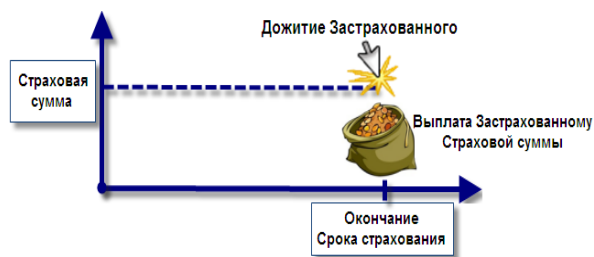 Дожитие Застрахованного
Страховая
сумма
Выплата Застрахованному
Страховой суммы
Окончание
Срока страхования